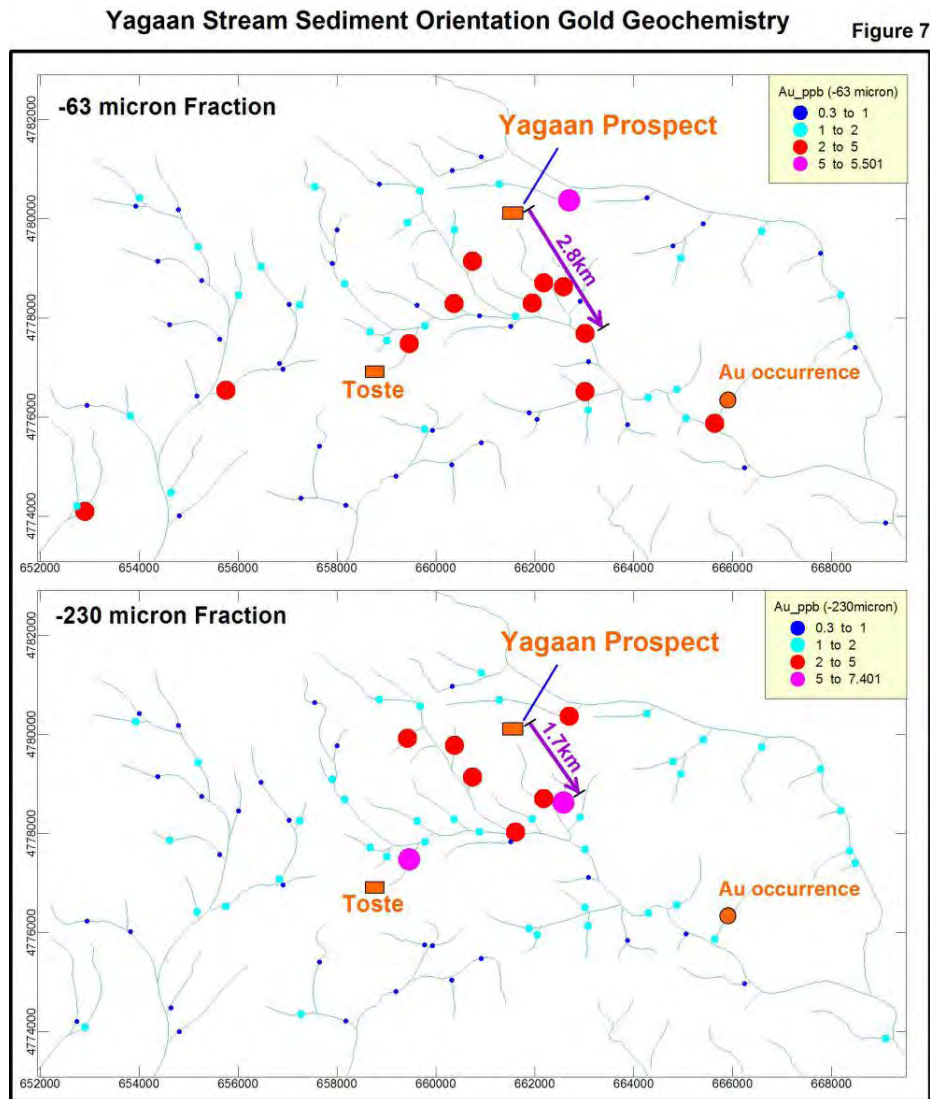 Yagaan Stream Sediment Orientation Gold Geochemistry
Figure 7
-63 micron Fraction
Yagaan Prospect
Au_ppb (-63 micron)
0.3 to 1
1 to 2
2 to 5
5 to 5.501
2.8km
Toste
Au occurrence
4782000
4780000
4778000
4776000
4774000
652000
654000
656000
658000
660000
662000
664000
666000
668000
-230 micron Fraction
Yagaan Prospect
Au_ppb (-230micron)
0.3 to 1
1 to 2
2 to 5
5 to 7.401
1.7km
Toste
Au occurrence
4782000
4780000
4778000
4776000
4774000
652000
654000
656000
658000
660000
662000
664000
666000
668000